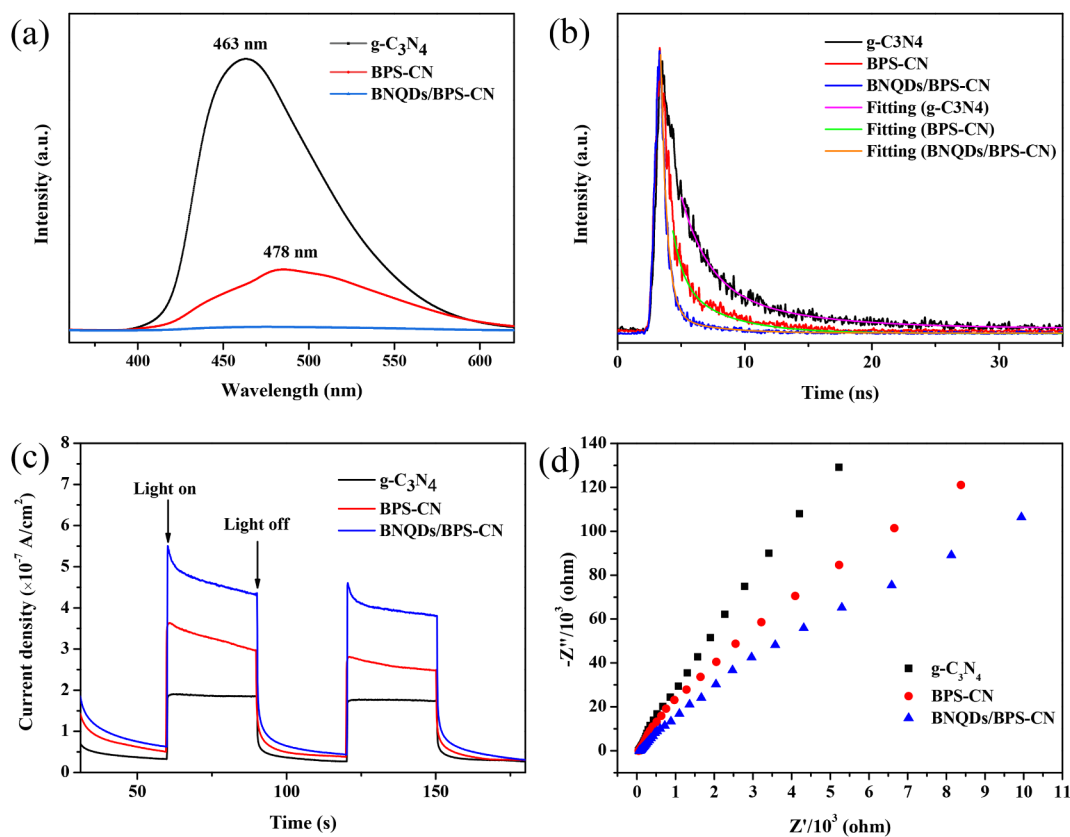 (a)
463 nm
478 nm
g-C₃N₄
BPS-CN
BNQDs/BPS-CN
Intensity (a.u.)
400 450 500 550 600
Wavelength (nm)
(b)
g-C3N4
BPS-CN
BNQDs/BPS-CN
Fitting (g-C3N4)
Fitting (BPS-CN)
Fitting (BNQDs/BPS-CN)
Intensity (a.u.)
0 10 20 30
Time (ns)
(c)
8
7
6
5
4
3
2
1
0
Light on
Light off
g-C₃N₄
BPS-CN
BNQDs/BPS-CN
Current density (×10⁻⁷ A/cm²)
50 100 150
Time (s)
(d)
140
120
100
80
60
40
20
0
g-C₃N₄
BPS-CN
BNQDs/BPS-CN
-Z''/10³ (ohm)
0 1 2 3 4 5 6 7 8 9 10 11
Z'/10³ (ohm)